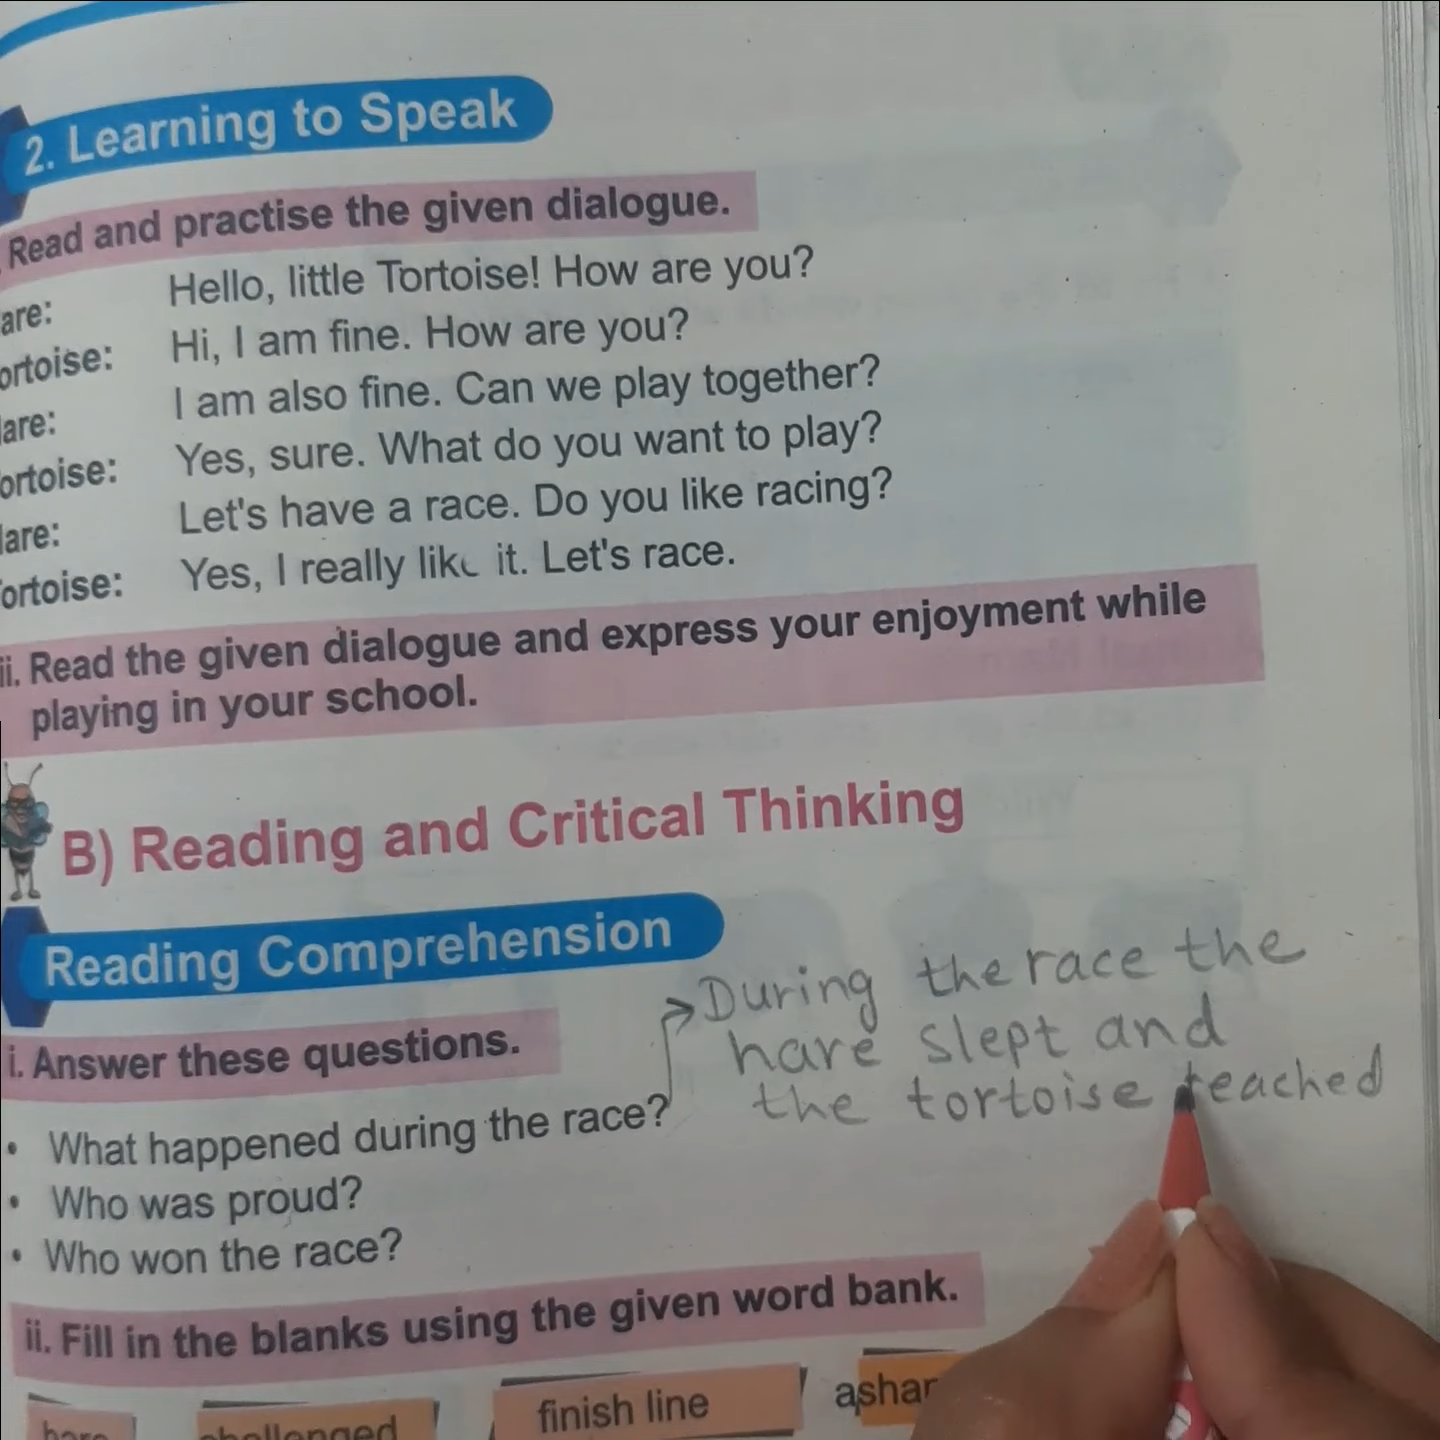 2. Learning to Speak
Read and practise the given dialogue.
are: Hello, little Tortoise! How are you?
ortoise: Hi, I am fine. How are you?
are: I am also fine. Can we play together?
ortoise: Yes, sure. What do you want to play?
are: Let's have a race. Do you like racing?
ortoise: Yes, I really like it. Let's race.
ii. Read the given dialogue and express your enjoyment while
playing in your school.
B) Reading and Critical Thinking
Reading Comprehension
i. Answer these questions.
During the race the
hare slept and
the tortoise reached
• What happened during the race?
• Who was proud?
• Who won the race?
ii. Fill in the blanks using the given word bank.
hare challenged finish line ashar